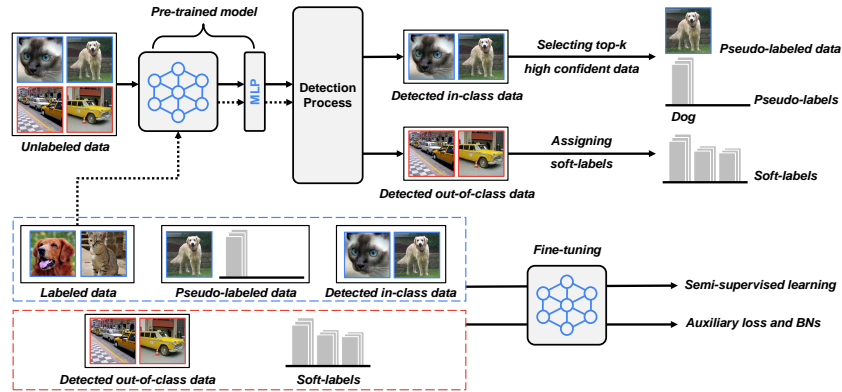 Pre-trained model
Unlabeled data
MLP
Detection
Process
Detected in-class data
Selecting top-k
high confident data
Pseudo-labeled data
Pseudo-labels
Dog
Detected out-of-class data
Assigning
soft-labels
Soft-labels
Labeled data
Pseudo-labeled data
Detected in-class data
Fine-tuning
Semi-supervised learning
Auxiliary loss and BNs
Detected out-of-class data
Soft-labels